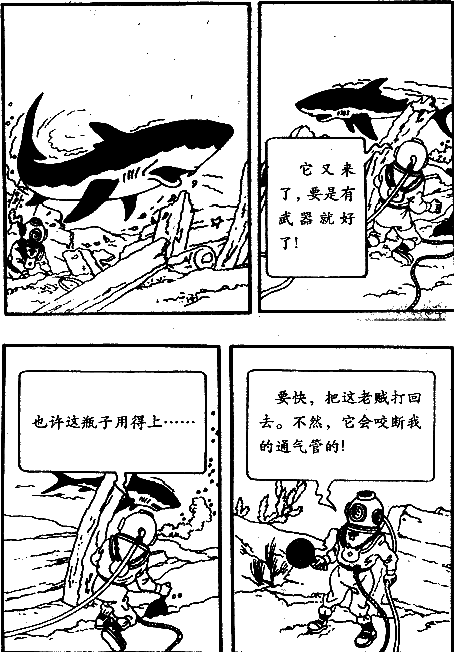 它又来
了，要是有
武器就好
了！
也许这瓶子用得上……
要快，把这老贼打回
去。不然，它会咬断我
的通气管的！